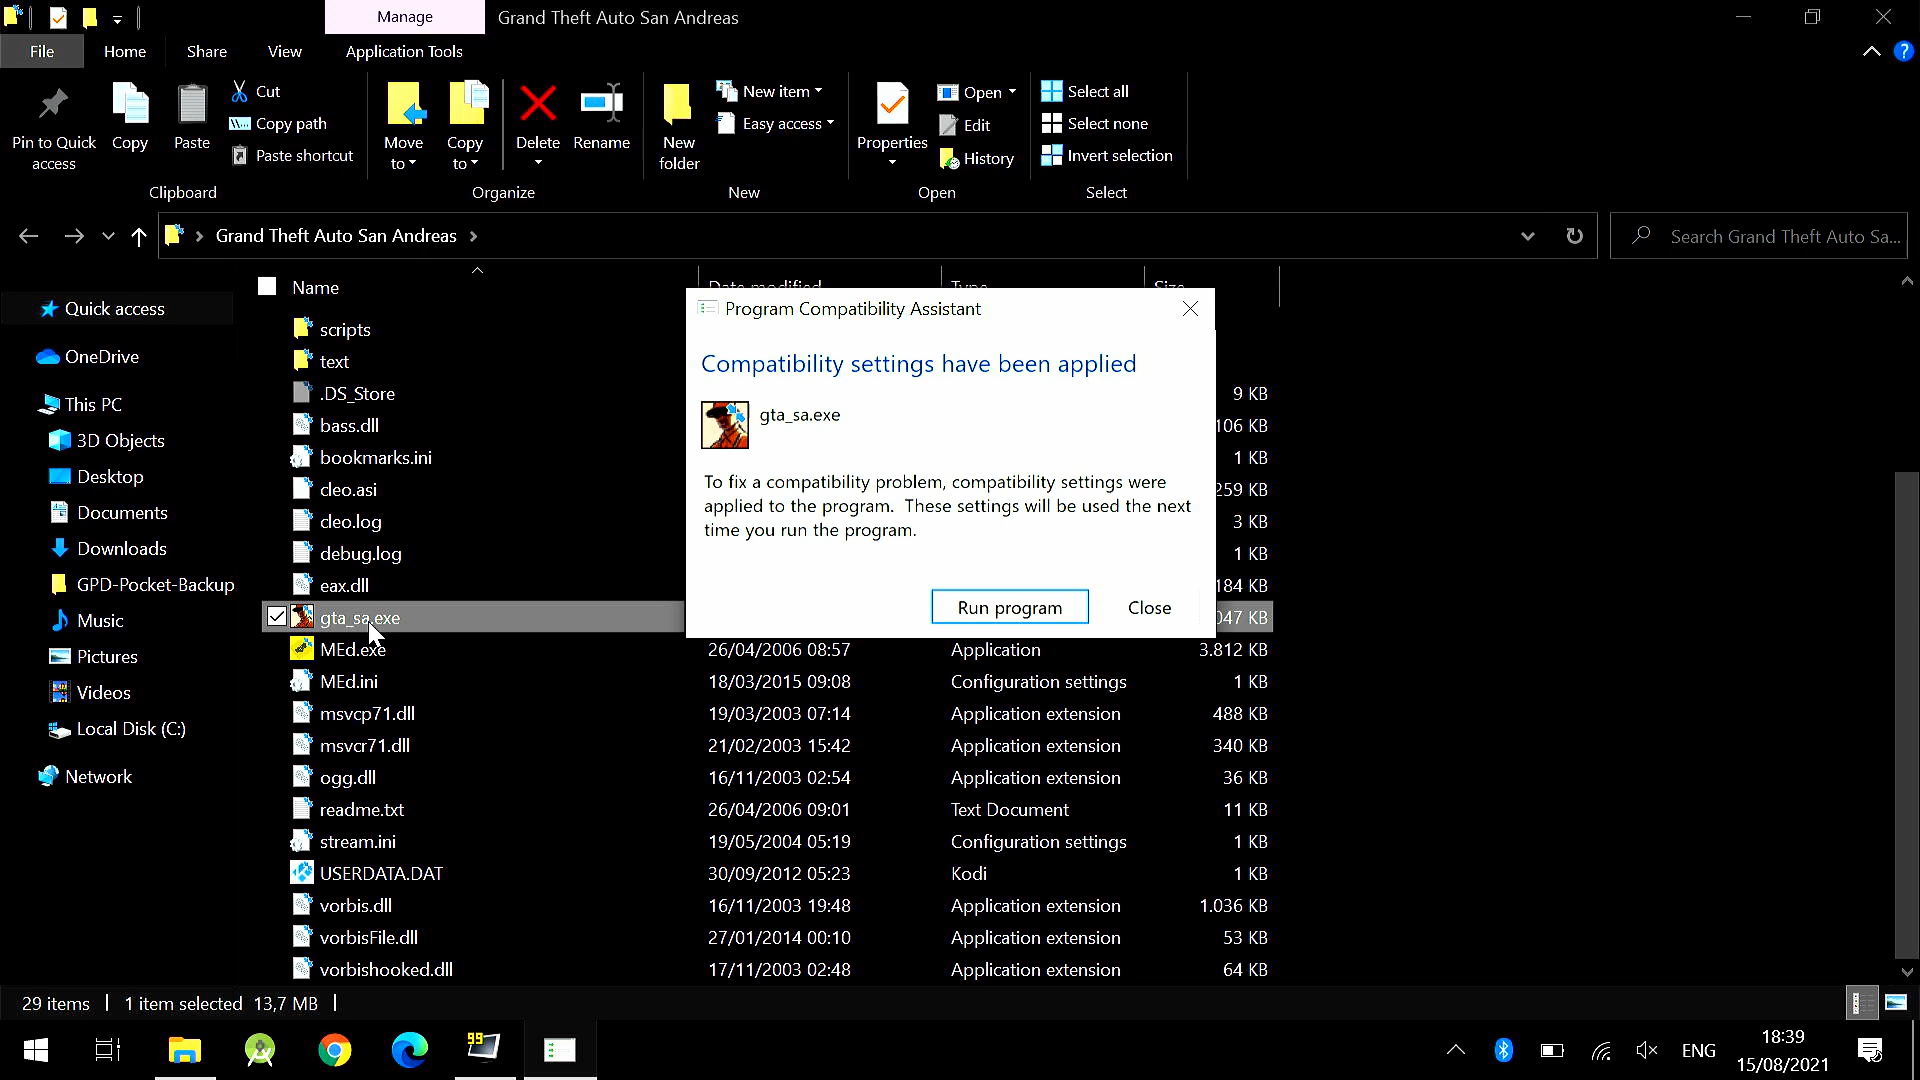 Manage
Grand Theft Auto San Andreas
File
Home
Share
View
Application Tools
Pin to Quick
access
Copy
Paste
Cut
Copy path
Paste shortcut
Clipboard
Move
to
Copy
to
Delete
Rename
Organize
New
folder
New item
Easy access
New
Properties
Open
Edit
History
Open
Select all
Select none
Invert selection
Select
Grand Theft Auto San Andreas
Search Grand Theft Auto Sa...
Quick access
OneDrive
This PC
3D Objects
Desktop
Documents
Downloads
GPD-Pocket-Backup
Music
Pictures
Videos
Local Disk (C:)
Network
Name
Date modified
Type
Size
scripts
text
.DS_Store
9 KB
bass.dll
106 KB
bookmarks.ini
1 KB
cleo.asi
259 KB
cleo.log
3 KB
debug.log
1 KB
eax.dll
184 KB
gta_sa.exe
047 KB
MEd.exe
26/04/2006 08:57
Application
3.812 KB
MEd.ini
18/03/2015 09:08
Configuration settings
1 KB
msvcp71.dll
19/03/2003 07:14
Application extension
488 KB
msvcr71.dll
21/02/2003 15:42
Application extension
340 KB
ogg.dll
16/11/2003 02:54
Application extension
36 KB
readme.txt
26/04/2006 09:01
Text Document
11 KB
stream.ini
19/05/2004 05:19
Configuration settings
1 KB
USERDATA.DAT
30/09/2012 05:23
Kodi
1 KB
vorbis.dll
16/11/2003 19:48
Application extension
1.036 KB
vorbisFile.dll
27/01/2014 00:10
Application extension
53 KB
vorbishooked.dll
17/11/2003 02:48
Application extension
64 KB
Program Compatibility Assistant
Compatibility settings have been applied
gta_sa.exe
To fix a compatibility problem, compatibility settings were
applied to the program. These settings will be used the next
time you run the program.
Run program
Close
29 items
1 item selected 13,7 MB
99
ENG
18:39
15/08/2021